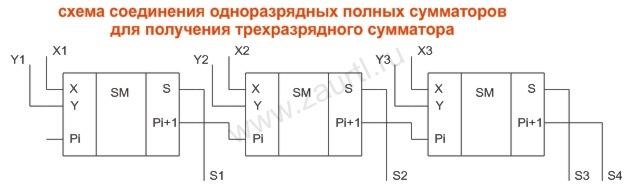 схема соединения одноразрядных полных сумматоров
для получения трехразрядного сумматора
Y1 X1 Y2 X2 Y3 X3
X SM S X SM S X SM S
Y Y Y
Pi Pi+1 Pi Pi+1 Pi Pi+1
S1 S2 S3 S4
www.zaurtl.ru